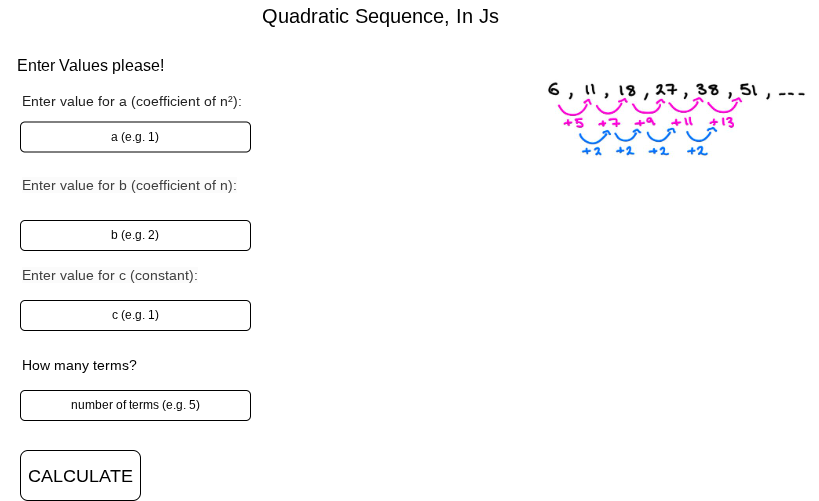 Quadratic Sequence, In Js
Enter Values please!
Enter value for a (coefficient of n²):
a (e.g. 1)
Enter value for b (coefficient of n):
b (e.g. 2)
Enter value for c (constant):
c (e.g. 1)
How many terms?
number of terms (e.g. 5)
CALCULATE
6, 11, 18, 27, 38, 51, ---
+5 +7 +9 +11 +13
+2 +2 +2 +2